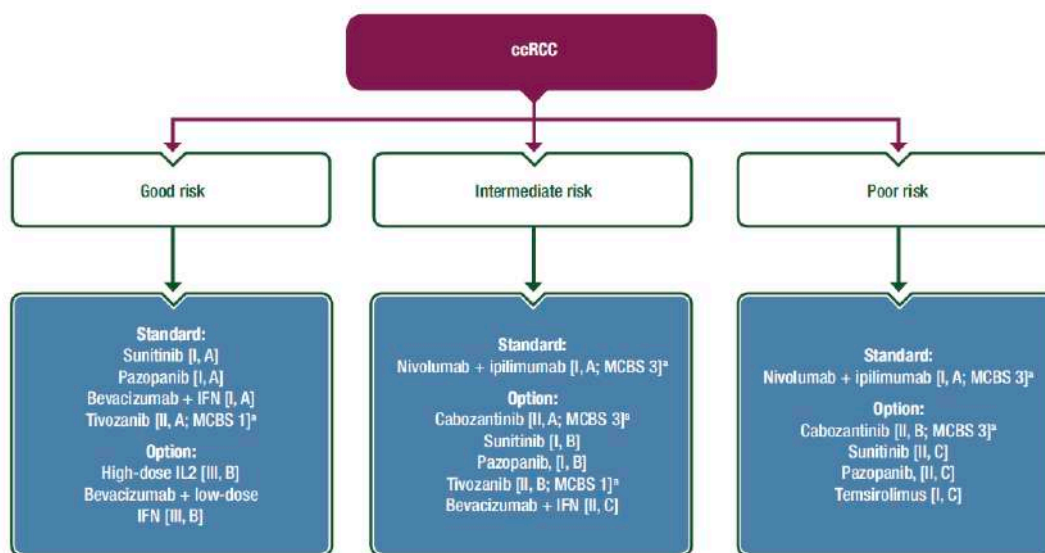 ccRCC
Good risk
Intermediate risk
Poor risk
Standard:
Sunitinib [I, A]
Pazopanib [I, A]
Bevacizumab + IFN [I, A]
Tivozanib [II, A; MCBS 1]ª
Option:
High-dose IL2 [III, B]
Bevacizumab + low-dose
IFN [III, B]
Standard:
Nivolumab + ipilimumab [I, A; MCBS 3]ª
Option:
Cabozantinib [II, A; MCBS 3]ª
Sunitinib [I, B]
Pazopanib, [I, B]
Tivozanib [II, B; MCBS 1]ª
Bevacizumab + IFN [II, C]
Standard:
Nivolumab + ipilimumab [I, A; MCBS 3]ª
Option:
Cabozantinib [II, B; MCBS 3]ª
Sunitinib [II, C]
Pazopanib, [II, C]
Temsirolimus [I, C]